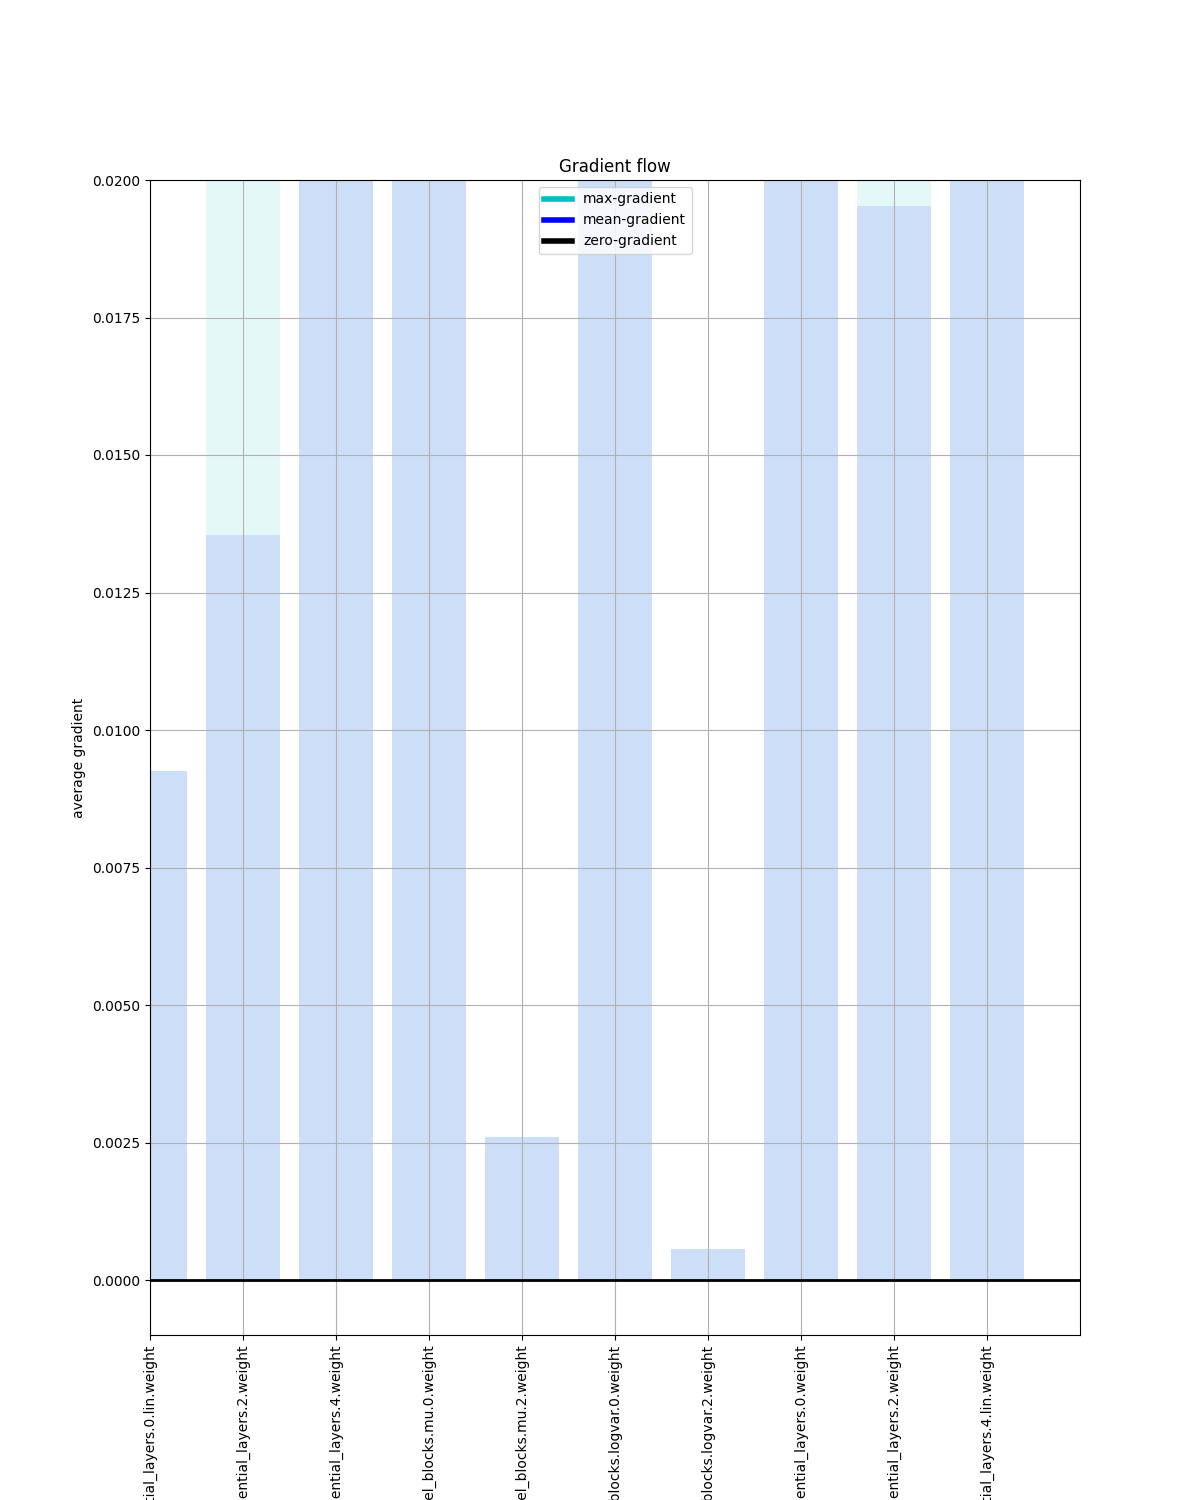 Gradient flow
max-gradient
mean-gradient
zero-gradient
0.0200
0.0175
0.0150
0.0125
0.0100
0.0075
0.0050
0.0025
0.0000
average gradient
tial_layers.0.lin.weight
ential_layers.2.weight
ential_layers.4.weight
el_blocks.mu.0.weight
el_blocks.mu.2.weight
blocks.logvar.0.weight
blocks.logvar.2.weight
ential_layers.0.weight
ential_layers.2.weight
tial_layers.4.lin.weight